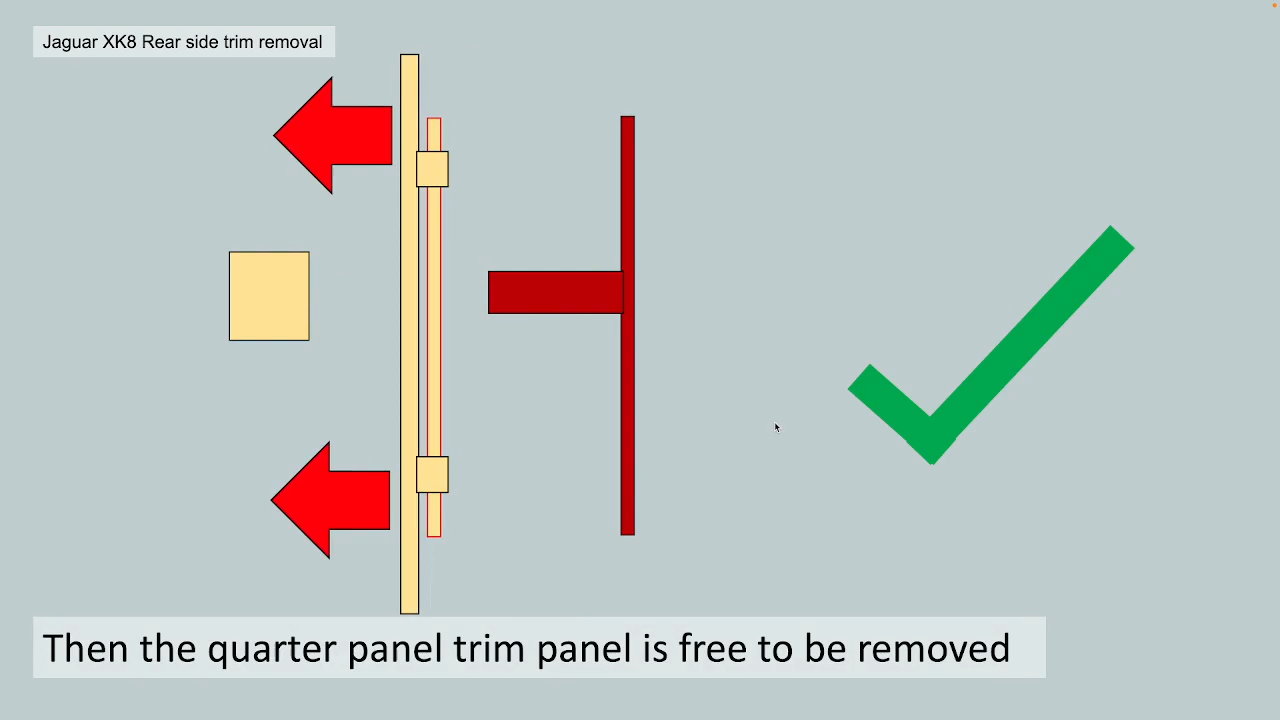 Jaguar XK8 Rear side trim removal
Then the quarter panel trim panel is free to be removed